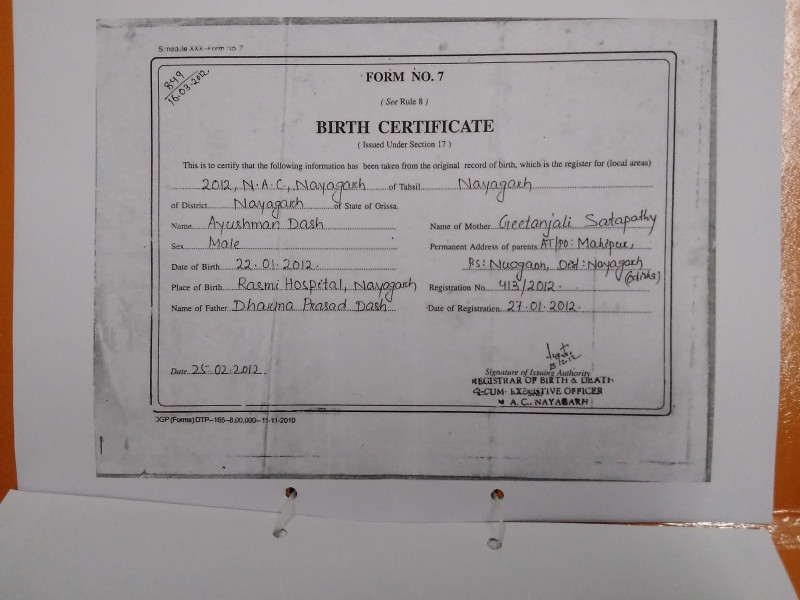 Schedule XXX-Form No. 7
849
16-03-2012
FORM NO. 7
( See Rule 8 )
BIRTH CERTIFICATE
( Issued Under Section 17 )
This is to certify that the following information has been taken from the original record of birth, which is the register for (local areas)
2012, N.A.C., Nayagarh of Tahsil Nayagarh
of District Nayagarh of State of Orissa.
Name Ayushman Dash
Name of Mother Geetanjali Satapathy
Sex Male
Permanent Address of parents AT/PO: Mahipur,
Date of Birth 22.01.2012.
PS: Nuogaon, Dist: Nayagarh
(Odisha)
Place of Birth Rasmi Hospital, Nayagarh
Registration No. 413/2012.
Name of Father Dharma Prasad Dash
Date of Registration 27.01.2012.
Date 25.02.2012.
Signature of Issuing Authority
REGISTRAR OF BIRTH & DEATH
-CUM- EXECUTIVE OFFICER
N. A. C., NAYAGARH
OGP (Forms) DTP-165-8,00,000-11-11-2010